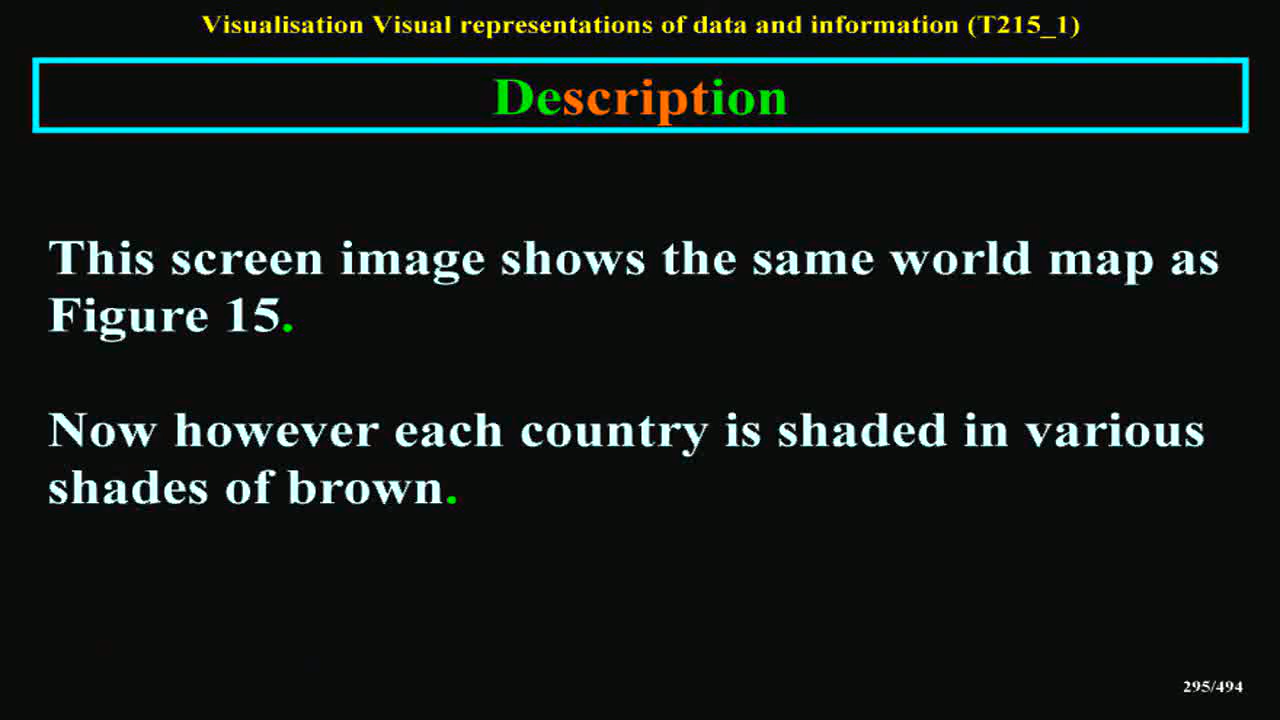 Visualisation Visual representations of data and information (T215_1)
Description
This screen image shows the same world map as
Figure 15.
Now however each country is shaded in various
shades of brown.
295/494